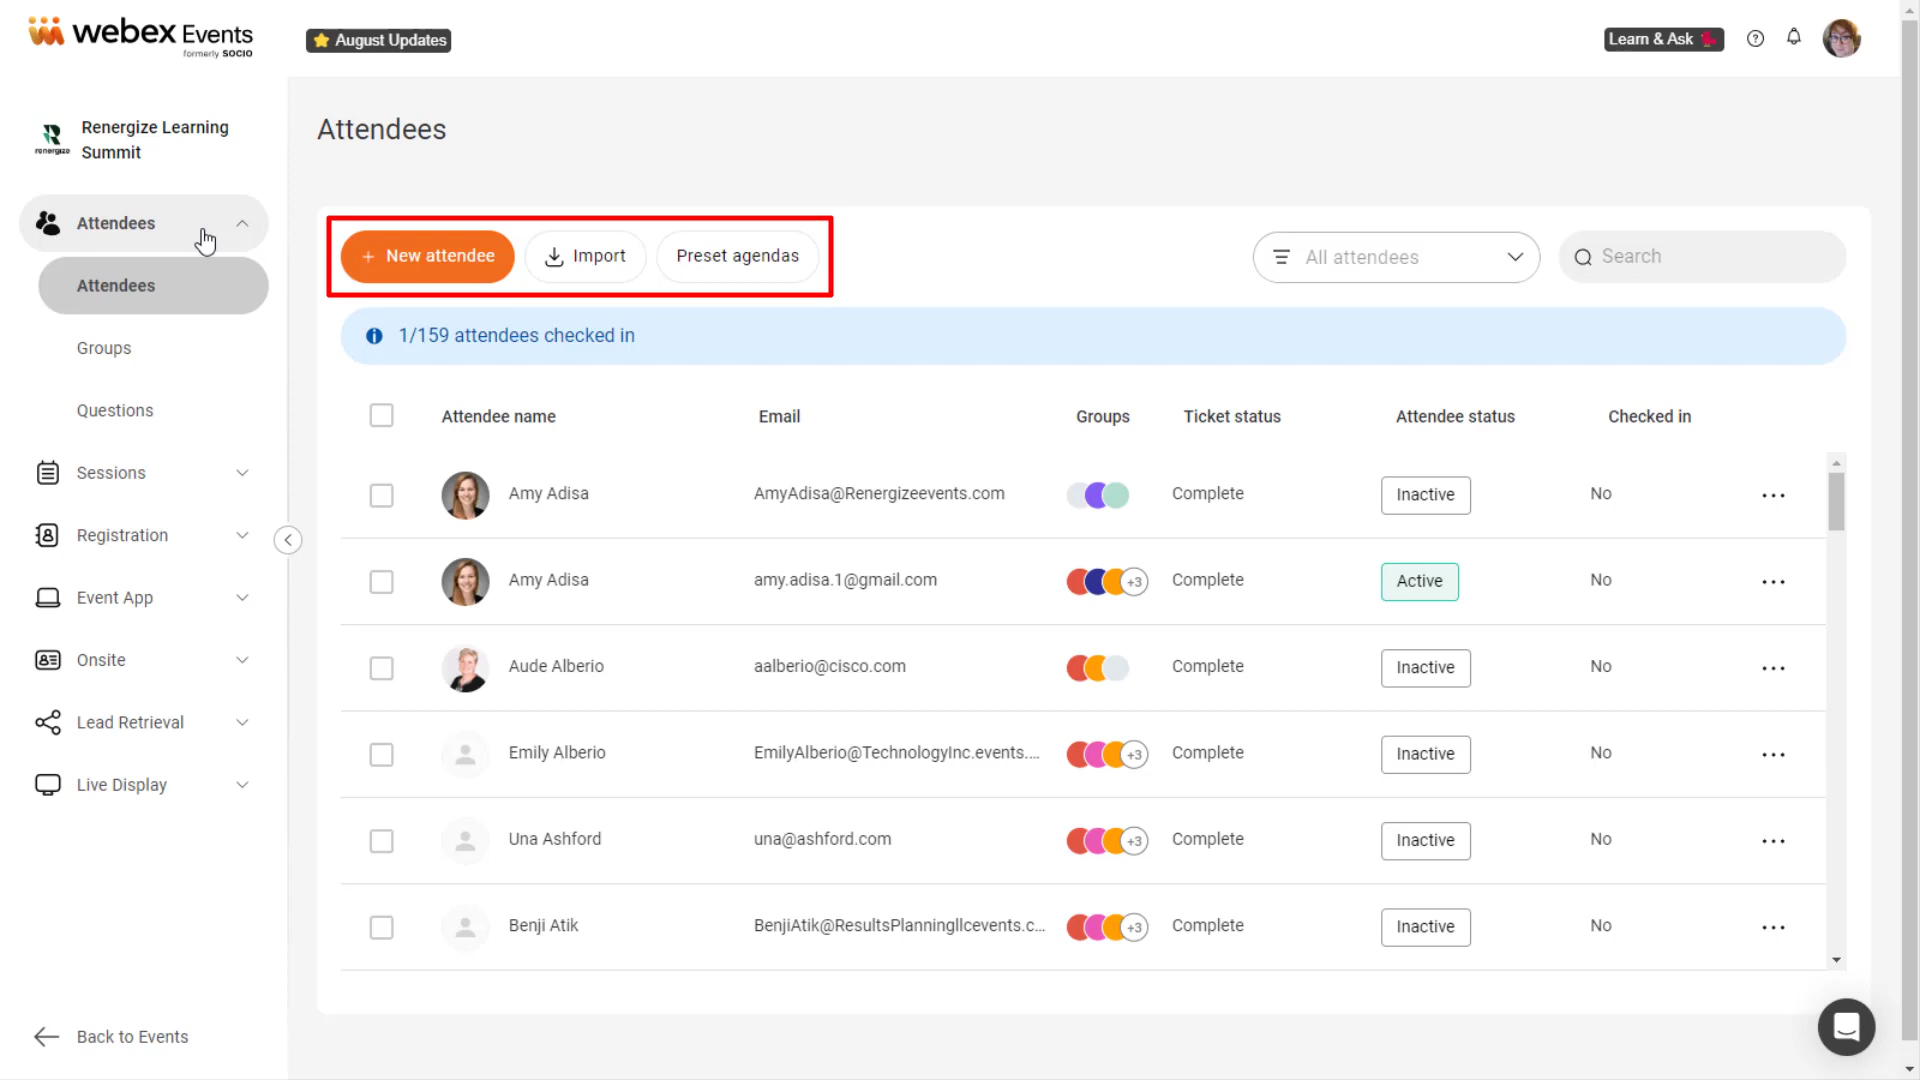 webex Events
formerly SOCIO
August Updates
Learn & Ask
Renergize Learning
Summit
renergize
Attendees
Attendees
Groups
Questions
Sessions
Registration
Event App
Onsite
Lead Retrieval
Live Display
Back to Events
Attendees
+ New attendee Import Preset agendas All attendees Search
1/159 attendees checked in
Attendee name Email Groups Ticket status Attendee status Checked in
Amy Adisa AmyAdisa@Renergizeevents.com Complete Inactive No ...
Amy Adisa amy.adisa.1@gmail.com +3 Complete Active No ...
Aude Alberio aalberio@cisco.com Complete Inactive No ...
Emily Alberio EmilyAlberio@TechnologyInc.events.... +3 Complete Inactive No ...
Una Ashford una@ashford.com +3 Complete Inactive No ...
Benji Atik BenjiAtik@ResultsPlanningllcevents.c... +3 Complete Inactive No ...